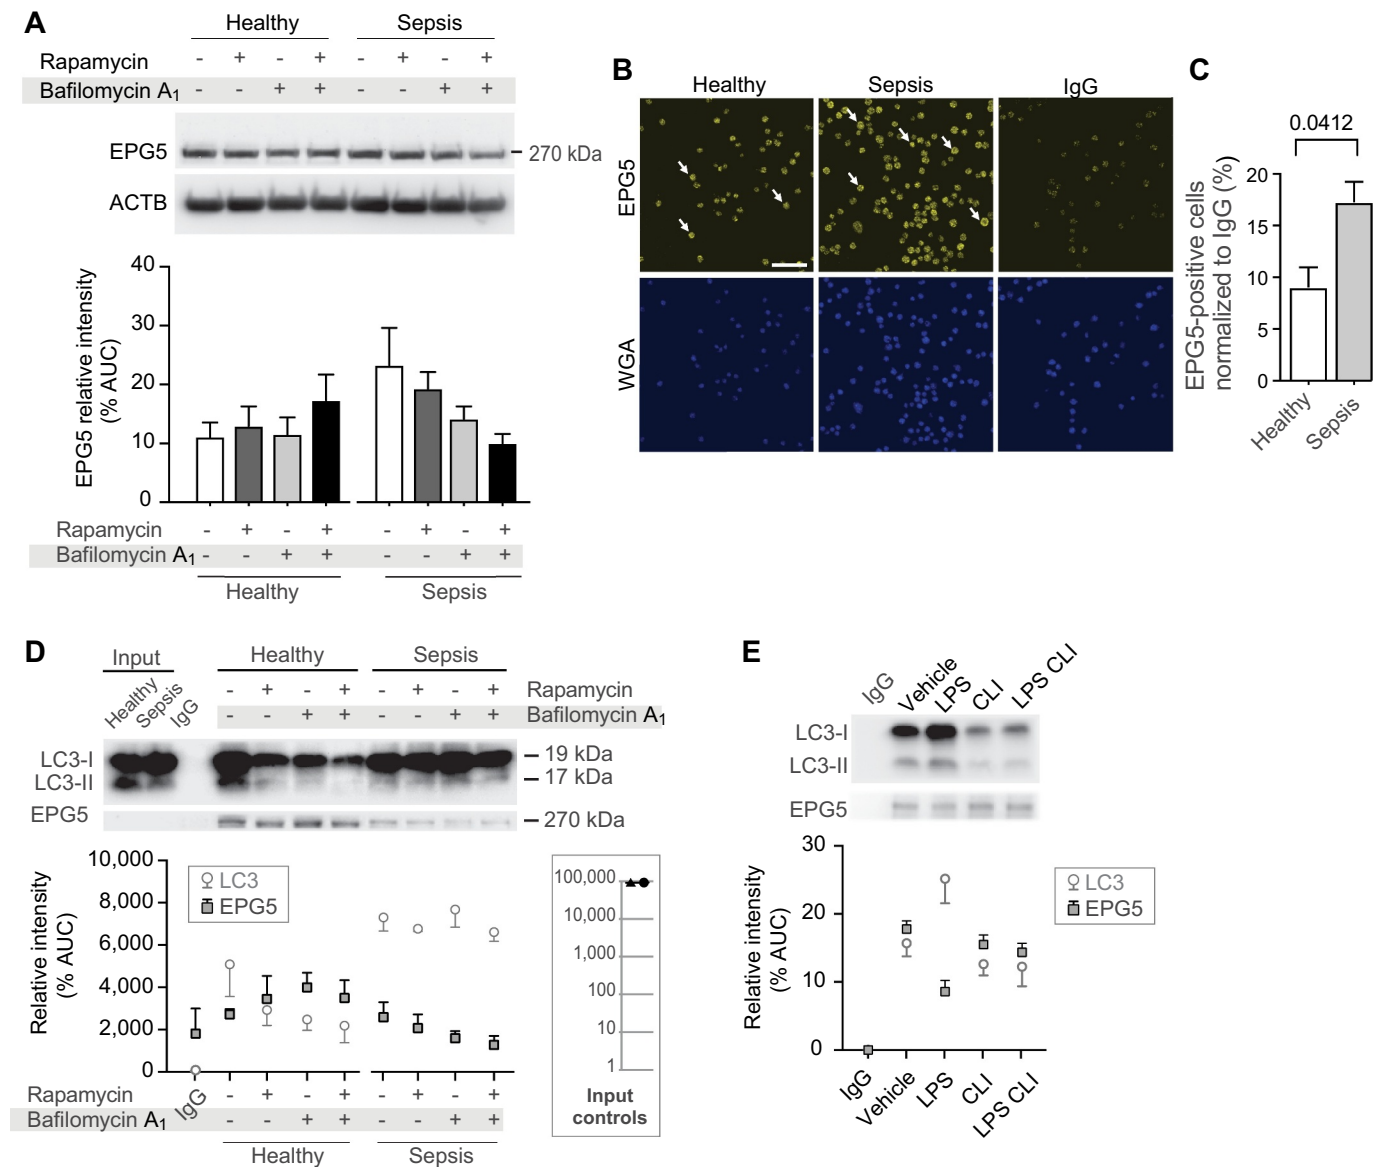 A
Healthy Sepsis
Rapamycin - + - + - + - +
Bafilomycin A1 - - + + - - + +
EPG5 270 kDa
ACTB
EPG5 relative intensity
(% AUC)
40
30
20
10
0
Rapamycin - + - + - + - +
Bafilomycin A1 - - + + - - + +
Healthy Sepsis
B
Healthy Sepsis IgG
EPG5
WGA
C
0.0412
EPG5-positive cells
normalized to IgG (%)
20
15
10
5
0
Healthy
Sepsis
D
Input Healthy Sepsis
Healthy Sepsis IgG
- + - + - + - + Rapamycin
- - + + - - + + Bafilomycin A1
LC3-I 19 kDa
LC3-II 17 kDa
EPG5 270 kDa
Relative intensity
(% AUC)
10,000
8,000
6,000
4,000
2,000
0
LC3
EPG5
IgG
Rapamycin - + - + - + - +
Bafilomycin A1 - - + + - - + +
Healthy Sepsis
100,000
10,000
1,000
100
10
1
Input
controls
E
IgG Vehicle LPS CLI LPS CLI
LC3-I
LC3-II
EPG5
Relative intensity
(% AUC)
30
20
10
0
LC3
EPG5
IgG Vehicle LPS CLI LPS CLI